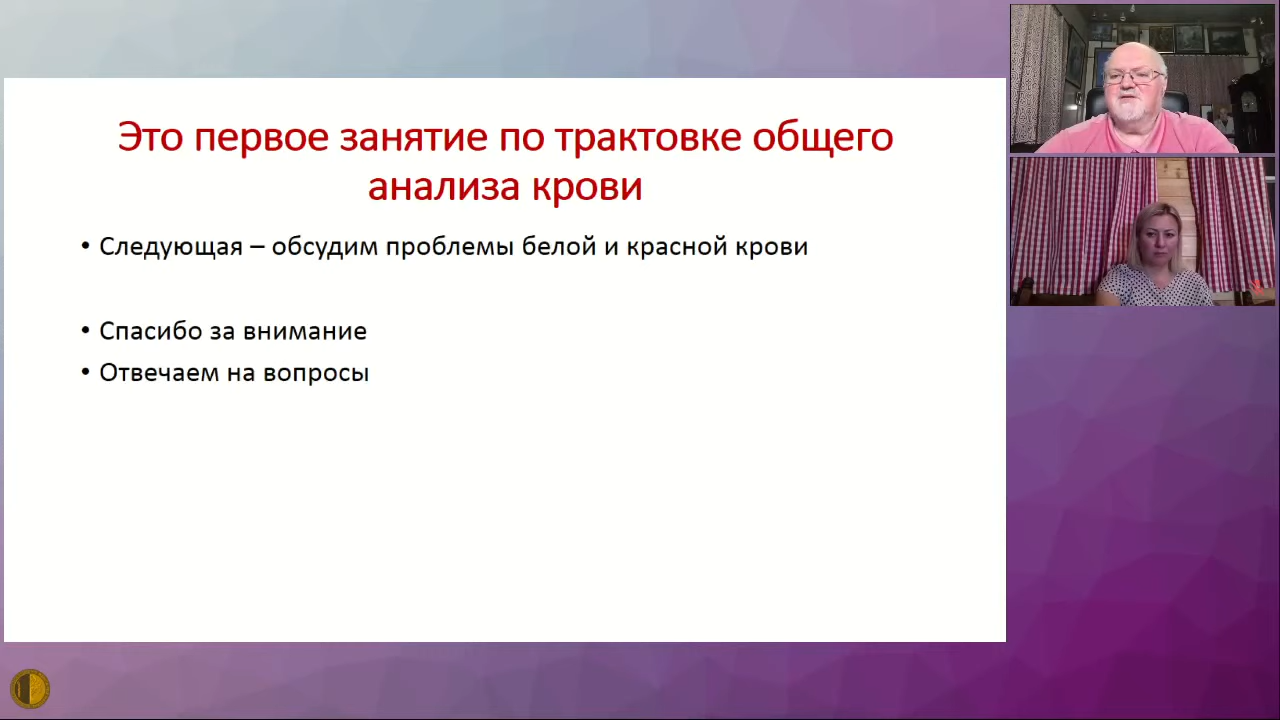 Это первое занятие по трактовке общего
анализа крови
• Следующая – обсудим проблемы белой и красной крови
• Спасибо за внимание
• Отвечаем на вопросы